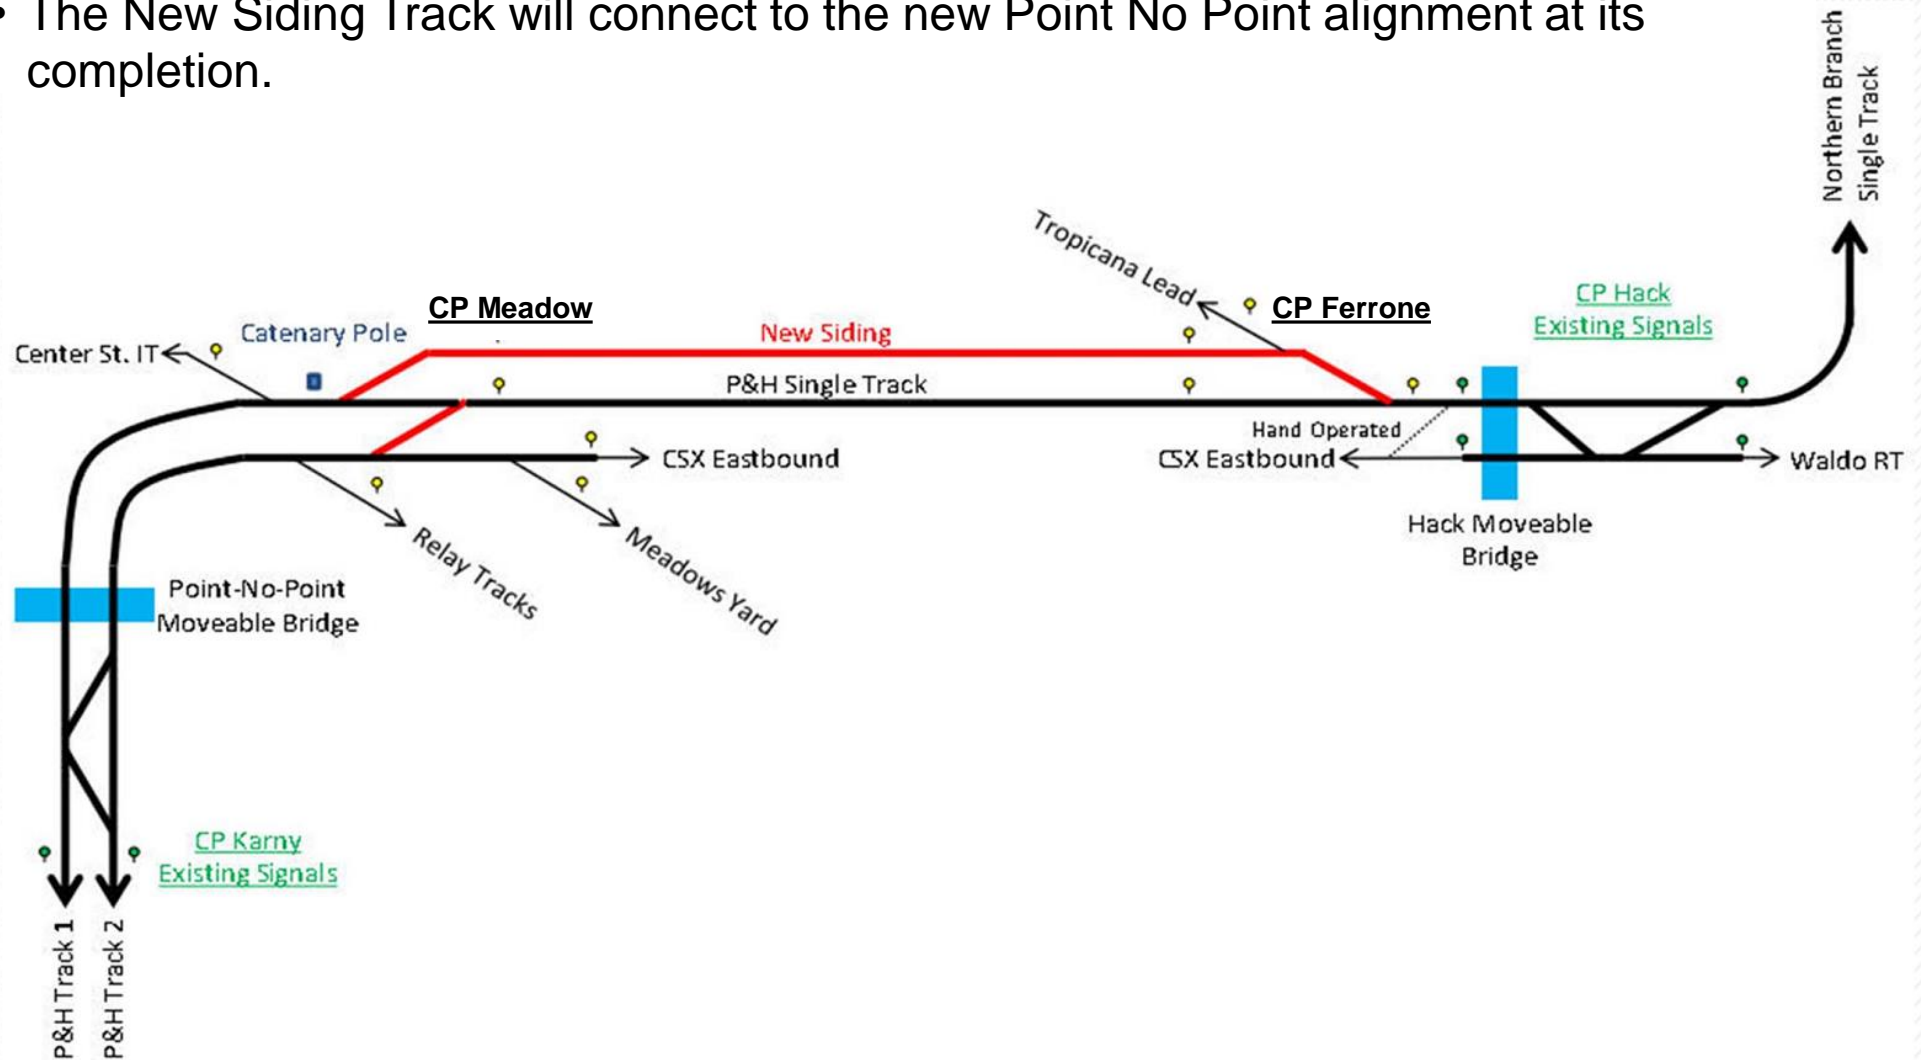 • The New Siding Track will connect to the new Point No Point alignment at its
completion.
Northern Branch
Single Track
Tropicana Lead
CP Hack
Existing Signals
CP Meadow
CP Ferrone
Catenary Pole
New Siding
Center St. IT
P&H Single Track
Hand Operated
CSX Eastbound
CSX Eastbound
Waldo RT
Hack Moveable
Bridge
Relay Tracks
Meadows Yard
Point-No-Point
Moveable Bridge
CP Karny
Existing Signals
P&H Track 1
P&H Track 2